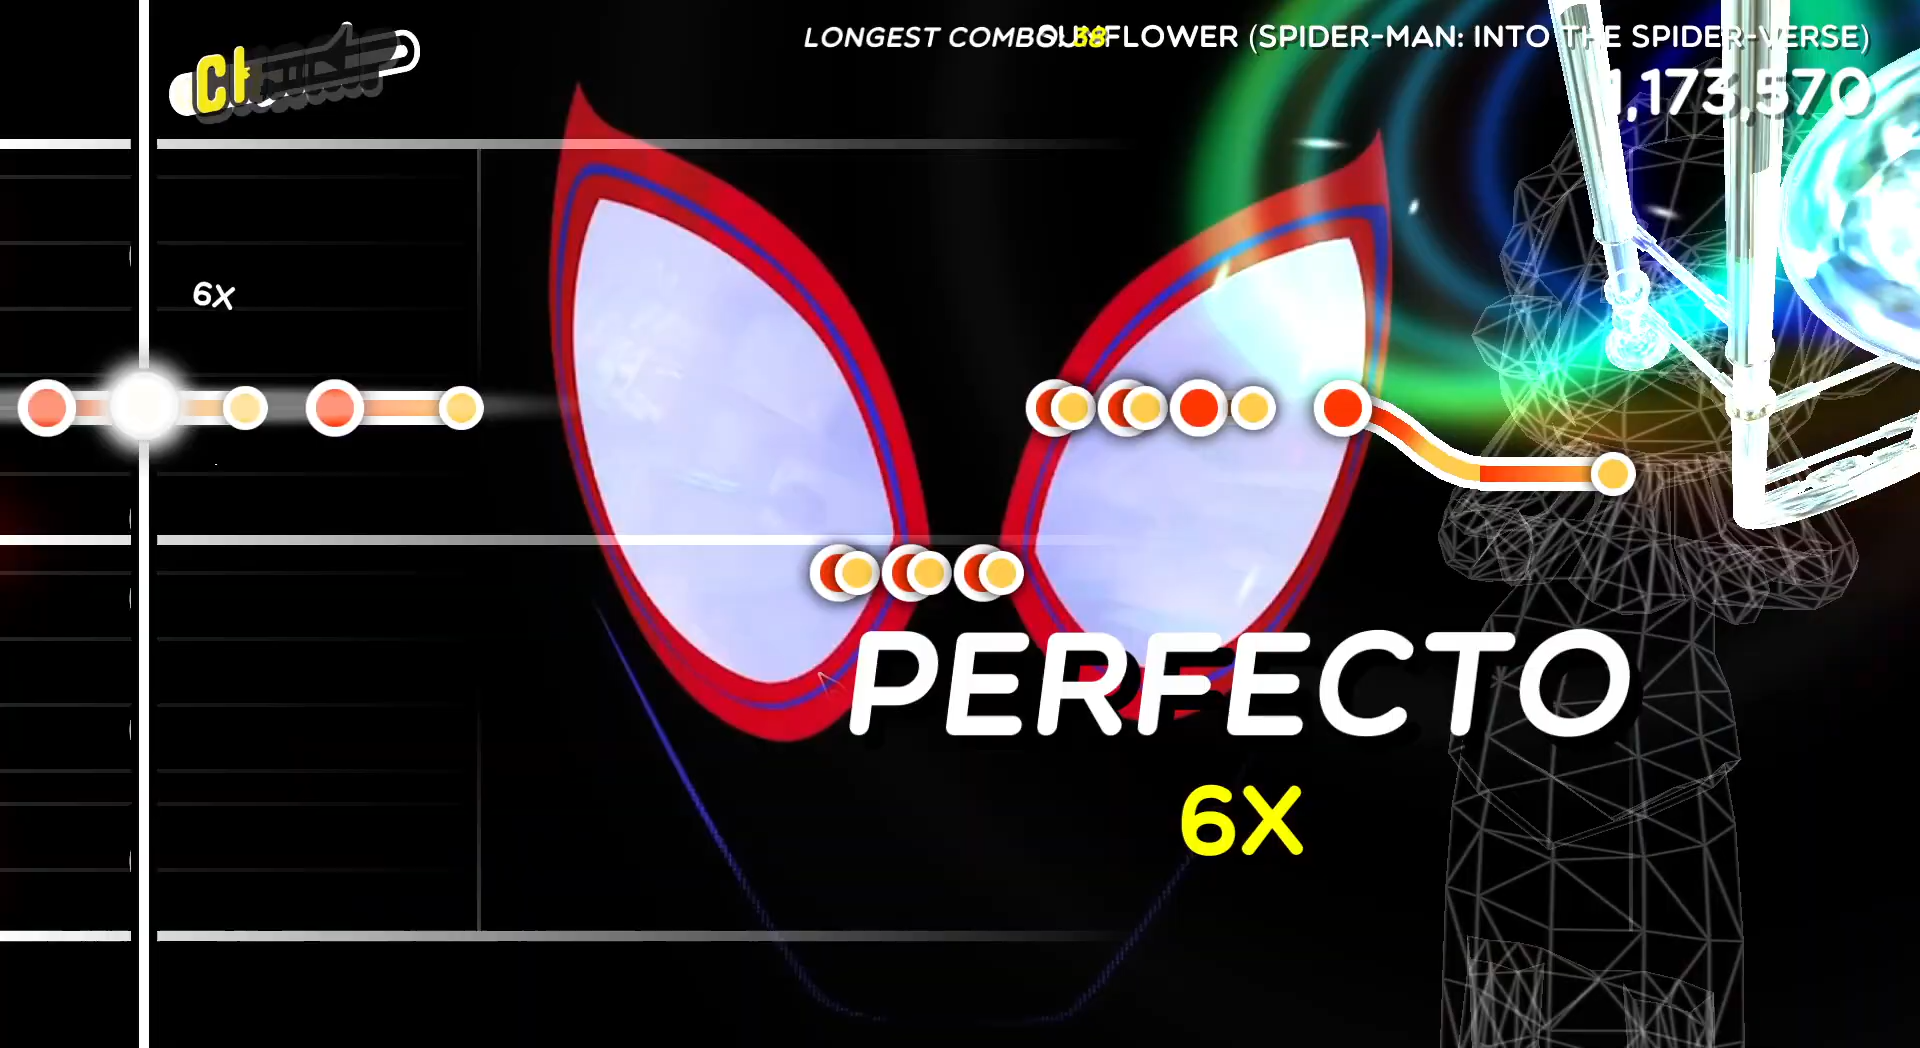 LONGEST COMBO: 38
SUNFLOWER (SPIDER-MAN: INTO THE SPIDER-VERSE)
1,173,570
6X
PERFECTO
6X